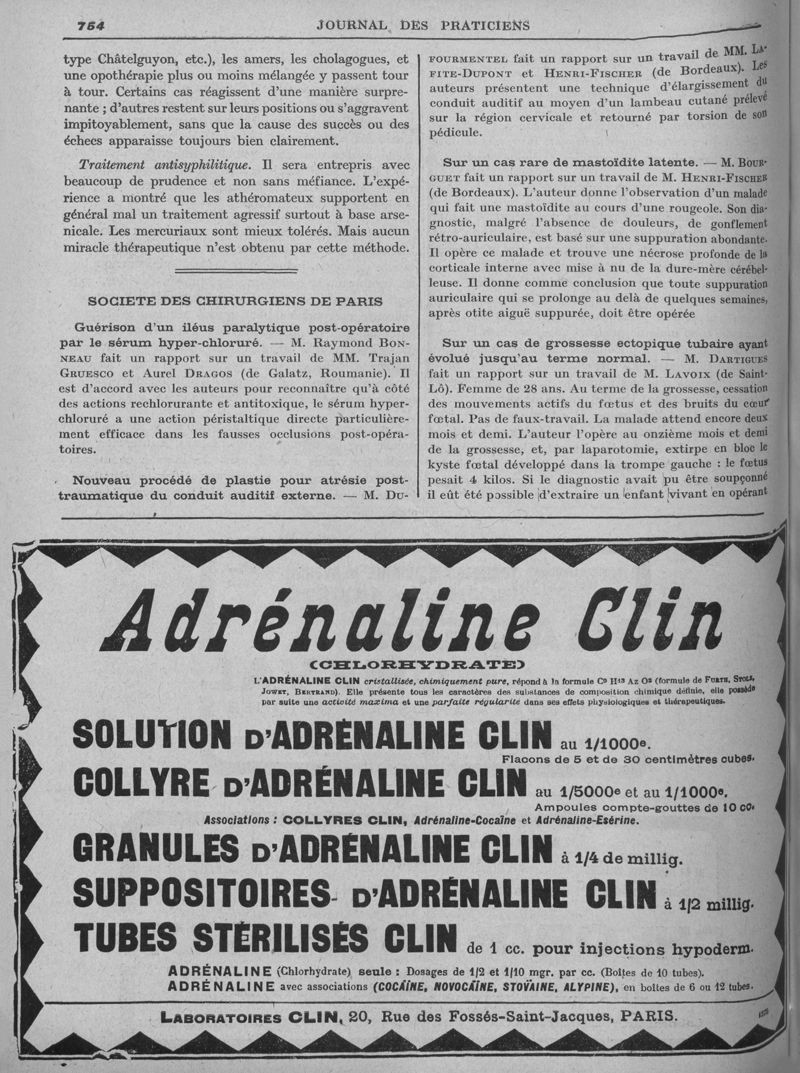 754
JOURNAL DES PRATICIENS
type Châtelguyon, etc.), les amers, les cholagogues, et
une opothérapie plus ou moins mélangée y passent tour
à tour. Certains cas réagissent d'une manière surpre-
nante ; d'autres restent sur leurs positions ou s'aggravent
impitoyablement, sans que la cause des succès ou des
échecs apparaisse toujours bien clairement.
Traitement antisyphilitique. Il sera entrepris avec
beaucoup de prudence et non sans méfiance. L'expé-
rience a montré que les athéromateux supportent en
général mal un traitement agressif surtout à base arse-
nicale. Les mercuriaux sont mieux tolérés. Mais aucun
miracle thérapeutique n'est obtenu par cette méthode.
SOCIETE DES CHIRURGIENS DE PARIS
Guérison d'un iléus paralytique post-opératoire
par le sérum hyper-chloruré. — M. Raymond BON-
NEAU fait un rapport sur un travail de MM. Trajan
GRUESCO et Aurel DRAGOS (de Galatz, Roumanie). Il
est d'accord avec les auteurs pour reconnaître qu'à côté
des actions rechlorurante et antitoxique, le sérum hyper-
chloruré a une action péristaltique directe particulière-
ment efficace dans les fausses occlusions post-opéra-
toires.
Nouveau procédé de plastie pour atrésie post-
traumatique du conduit auditif externe. — M. DU-
FOURMENTEL fait un rapport sur un travail de MM. LA-
FITE-DUPONT et HENRI-FISCHER (de Bordeaux). Les
auteurs présentent une technique d'élargissement du
conduit auditif au moyen d'un lambeau cutané prélevé
sur la région cervicale et retourné par torsion de son
pédicule.
Sur un cas rare de mastoïdite latente. — M. BOUR-
GUET fait un rapport sur un travail de M. HENRI-FISCHER
(de Bordeaux). L'auteur donne l'observation d'un malade
qui fait une mastoïdite au cours d'une rougeole. Son dia-
gnostic, malgré l'absence de douleurs, de gonflement
rétro-auriculaire, est basé sur une suppuration abondante.
Il opère ce malade et trouve une nécrose profonde de la
corticale interne avec mise à nu de la dure-mère cérébel-
leuse. Il donne comme conclusion que toute suppuration
auriculaire qui se prolonge au delà de quelques semaines,
après otite aiguë suppurée, doit être opérée
Sur un cas de grossesse ectopique tubaire ayant
évolué jusqu'au terme normal. — M. DARTIGUES
fait un rapport sur un travail de M. LAVOIX (de Saint-
Lô). Femme de 28 ans. Au terme de la grossesse, cessation
des mouvements actifs du fœtus et des bruits du cœur
fœtal. Pas de faux-travail. La malade attend encore deux
mois et demi. L'auteur l'opère au onzième mois et demi
de la grossesse, et, par laparotomie, extirpe en bloc le
kyste fœtal développé dans la trompe gauche : le fœtus
pesait 4 kilos. Si le diagnostic avait pu être soupçonné
il eût été possible d'extraire un enfant vivant en opérant
Adrénaline Clin
(CHLORHYDRATE)
L'ADRÉNALINE CLIN cristallisée, chimiquement pure, répond à la formule C⁹ H¹³ Az O³ (formule de FURTH, STOLZ,
JOWET, BERTRAND). Elle présente tous les caractères des substances de composition chimique définie, elle possède
par suite une activité maxima et une parfaite régularité dans ses effets physiologiques et thérapeutiques.
SOLUTION D'ADRÉNALINE CLIN au 1/1000ᵉ.
Flacons de 5 et de 30 centimètres cubes.
COLLYRE D'ADRÉNALINE CLIN au 1/5000ᵉ et au 1/1000ᵉ.
Ampoules compte-gouttes de 10 cc.
Associations : COLLYRES CLIN, Adrénaline-Cocaïne et Adrénaline-Esérine.
GRANULES D'ADRÉNALINE CLIN à 1/4 de millig.
SUPPOSITOIRES D'ADRÉNALINE CLIN à 1/2 millig.
TUBES STÉRILISÉS CLIN de 1 cc. pour injections hypoderm.
ADRÉNALINE (Chlorhydrate) seule : Dosages de 1/2 et 1/10 mgr. par cc. (Boîtes de 10 tubes).
ADRÉNALINE avec associations (COCAÏNE, NOVOCAÏNE, STOVAÏNE, ALYPINE), en boîtes de 6 ou 12 tubes.
LABORATOIRES CLIN, 20, Rue des Fossés-Saint-Jacques, PARIS.